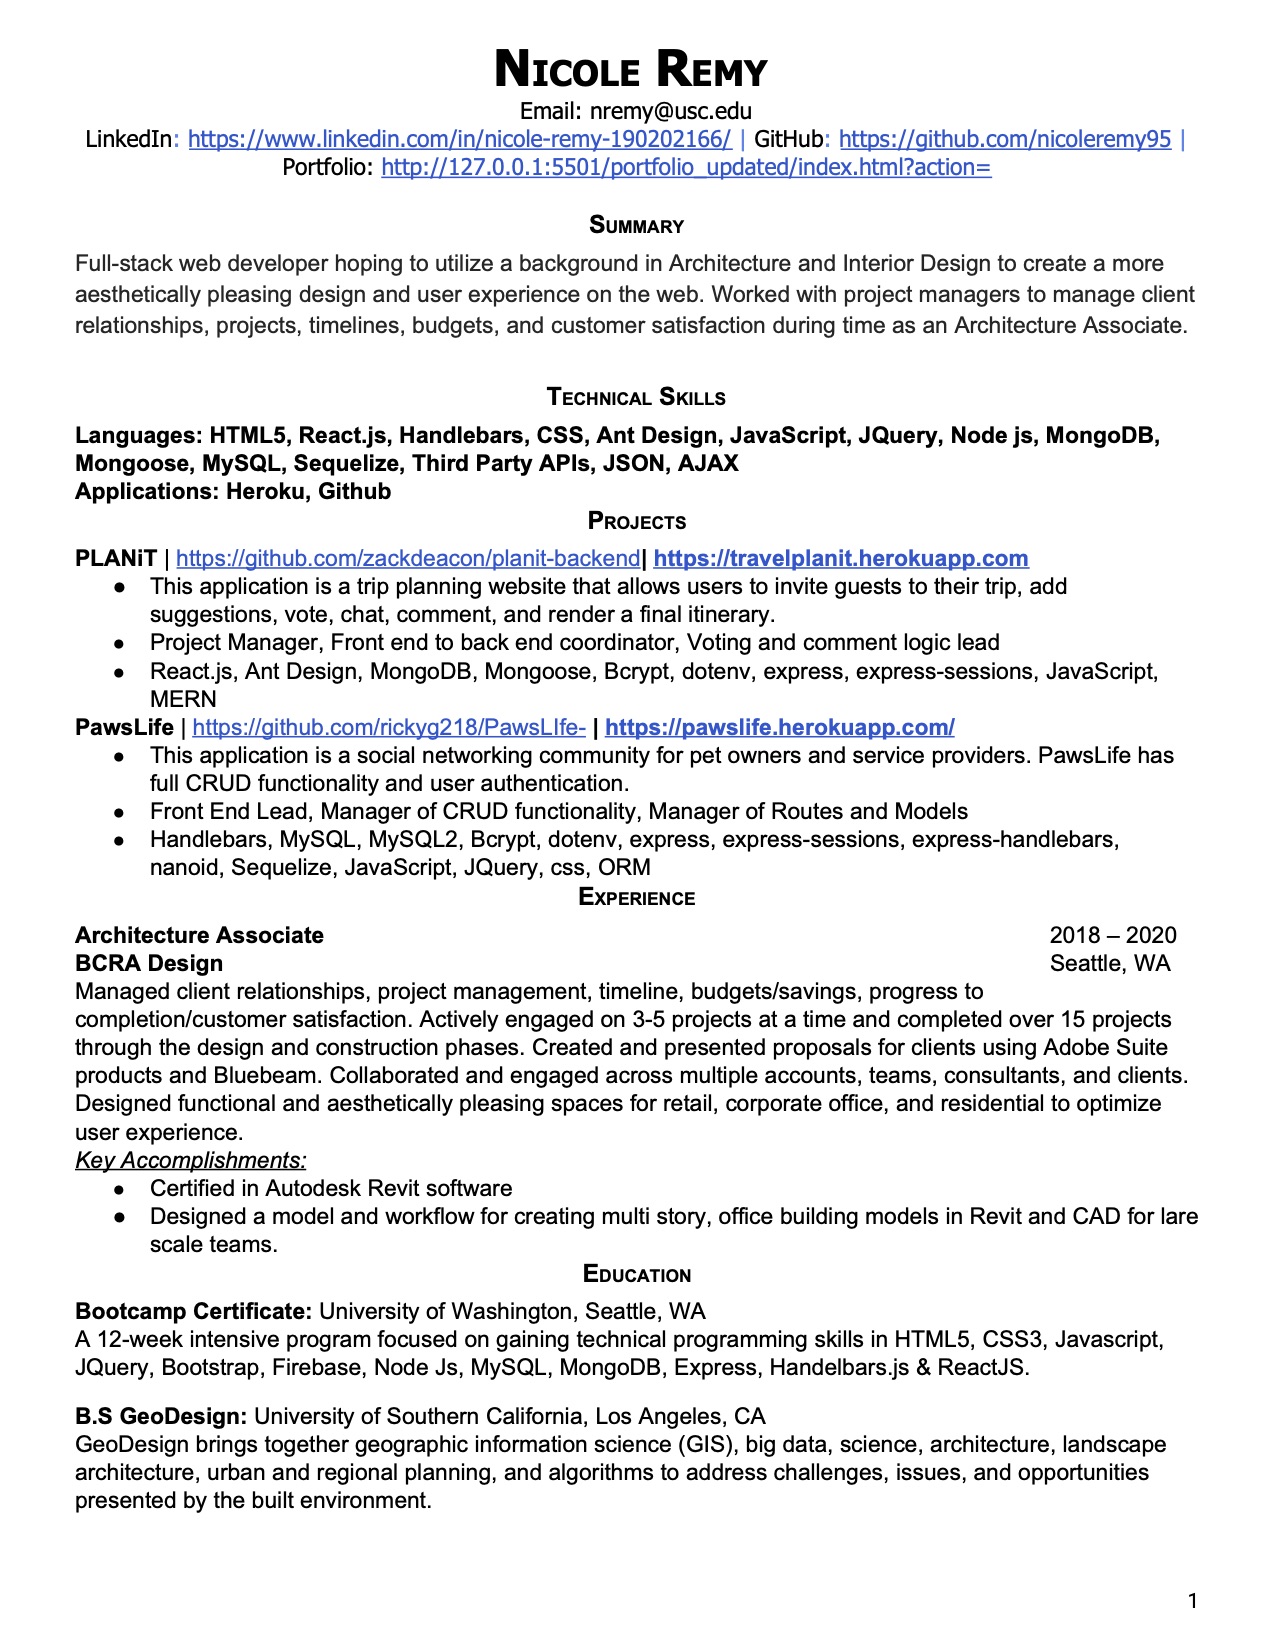 Nicole Remy
Email: nremy@usc.edu
LinkedIn: https://www.linkedin.com/in/nicole-remy-190202166/ | GitHub: https://github.com/nicoleremy95 |
Portfolio: http://127.0.0.1:5501/portfolio_updated/index.html?action=
Summary
Full-stack web developer hoping to utilize a background in Architecture and Interior Design to create a more
aesthetically pleasing design and user experience on the web. Worked with project managers to manage client
relationships, projects, timelines, budgets, and customer satisfaction during time as an Architecture Associate.
Technical Skills
Languages: HTML5, React.js, Handlebars, CSS, Ant Design, JavaScript, JQuery, Node js, MongoDB,
Mongoose, MySQL, Sequelize, Third Party APIs, JSON, AJAX
Applications: Heroku, Github
Projects
PLANiT | https://github.com/zackdeacon/planit-backend| https://travelplanit.herokuapp.com
● This application is a trip planning website that allows users to invite guests to their trip, add
suggestions, vote, chat, comment, and render a final itinerary.
● Project Manager, Front end to back end coordinator, Voting and comment logic lead
● React.js, Ant Design, MongoDB, Mongoose, Bcrypt, dotenv, express, express-sessions, JavaScript,
MERN
PawsLife | https://github.com/rickyg218/PawsLIfe- | https://pawslife.herokuapp.com/
● This application is a social networking community for pet owners and service providers. PawsLife has
full CRUD functionality and user authentication.
● Front End Lead, Manager of CRUD functionality, Manager of Routes and Models
● Handlebars, MySQL, MySQL2, Bcrypt, dotenv, express, express-sessions, express-handlebars,
nanoid, Sequelize, JavaScript, JQuery, css, ORM
Experience
Architecture Associate 2018 – 2020
BCRA Design Seattle, WA
Managed client relationships, project management, timeline, budgets/savings, progress to
completion/customer satisfaction. Actively engaged on 3-5 projects at a time and completed over 15 projects
through the design and construction phases. Created and presented proposals for clients using Adobe Suite
products and Bluebeam. Collaborated and engaged across multiple accounts, teams, consultants, and clients.
Designed functional and aesthetically pleasing spaces for retail, corporate office, and residential to optimize
user experience.
Key Accomplishments:
● Certified in Autodesk Revit software
● Designed a model and workflow for creating multi story, office building models in Revit and CAD for lare
scale teams.
Education
Bootcamp Certificate: University of Washington, Seattle, WA
A 12-week intensive program focused on gaining technical programming skills in HTML5, CSS3, Javascript,
JQuery, Bootstrap, Firebase, Node Js, MySQL, MongoDB, Express, Handelbars.js & ReactJS.
B.S GeoDesign: University of Southern California, Los Angeles, CA
GeoDesign brings together geographic information science (GIS), big data, science, architecture, landscape
architecture, urban and regional planning, and algorithms to address challenges, issues, and opportunities
presented by the built environment.
1